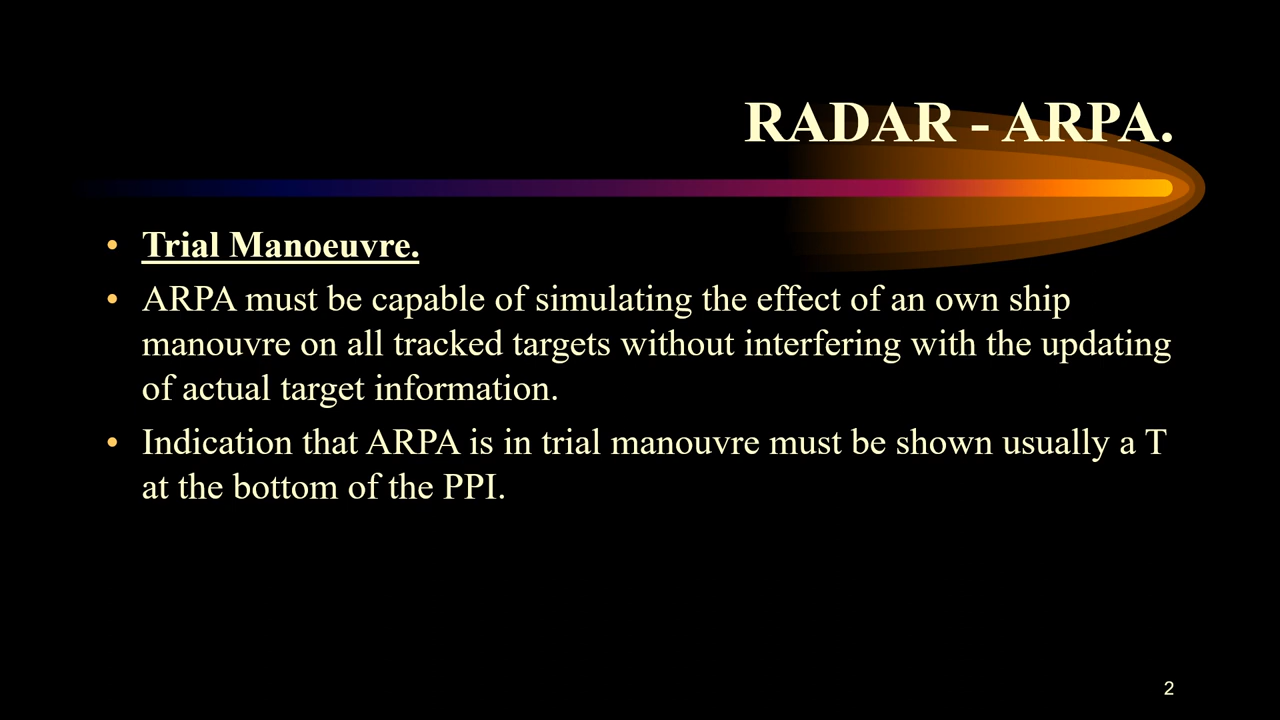 RADAR - ARPA.
• Trial Manoeuvre.
• ARPA must be capable of simulating the effect of an own ship
manouvre on all tracked targets without interfering with the updating
of actual target information.
• Indication that ARPA is in trial manouvre must be shown usually a T
at the bottom of the PPI.
2